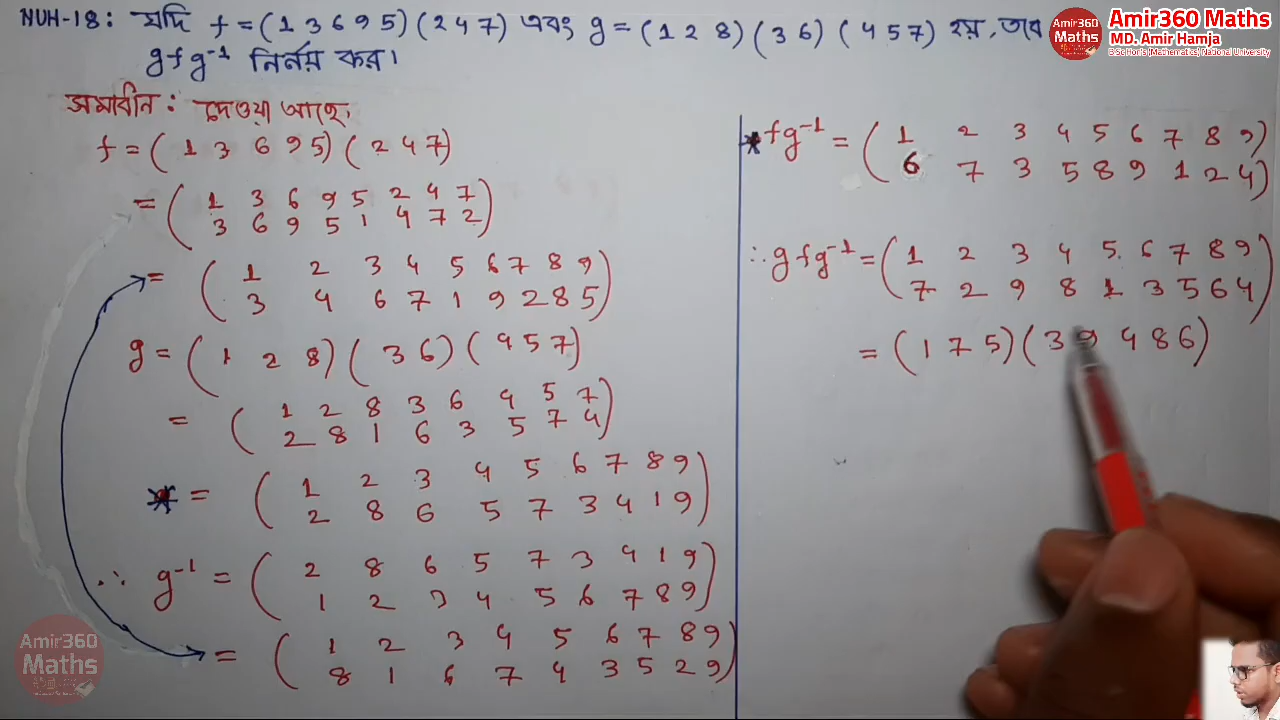 NUH-18: যদি f = (1 3 6 9 5) (2 4 7) এবং g = (1 2 8) (3 6) (4 5 7) হয়, তবে
gfg⁻¹ নির্নয় কর।
সমাধান: দেওয়া আছে,
f = (1 3 6 9 5) (2 4 7)
= (1 3 6 9 5 2 4 7
3 6 9 5 1 4 7 2)
= (1 2 3 4 5 6 7 8 9
3 4 6 7 1 9 2 8 5)
g = (1 2 8) (3 6) (4 5 7)
= (1 2 8 3 6 4 5 7
2 8 1 6 3 5 7 4)
* = (1 2 3 4 5 6 7 8 9
2 8 6 5 7 3 4 1 9)
∴ g⁻¹ = (2 8 6 5 7 3 4 1 9
1 2 3 4 5 6 7 8 9)
= (1 2 3 4 5 6 7 8 9
8 1 6 7 4 3 5 2 9)
* fg⁻¹ = (1 2 3 4 5 6 7 8 9)
6 7 3 5 8 9 1 2 4)
∴ gfg⁻¹ = (1 2 3 4 5 6 7 8 9
7 2 9 8 1 3 5 6 4)
= (1 7 5) (3 9 4 8 6)
Amir360 Maths
MD. Amir Hamja
B.Sc Hon's (Mathematics) National University
Amir360
Maths
Amir360
Maths